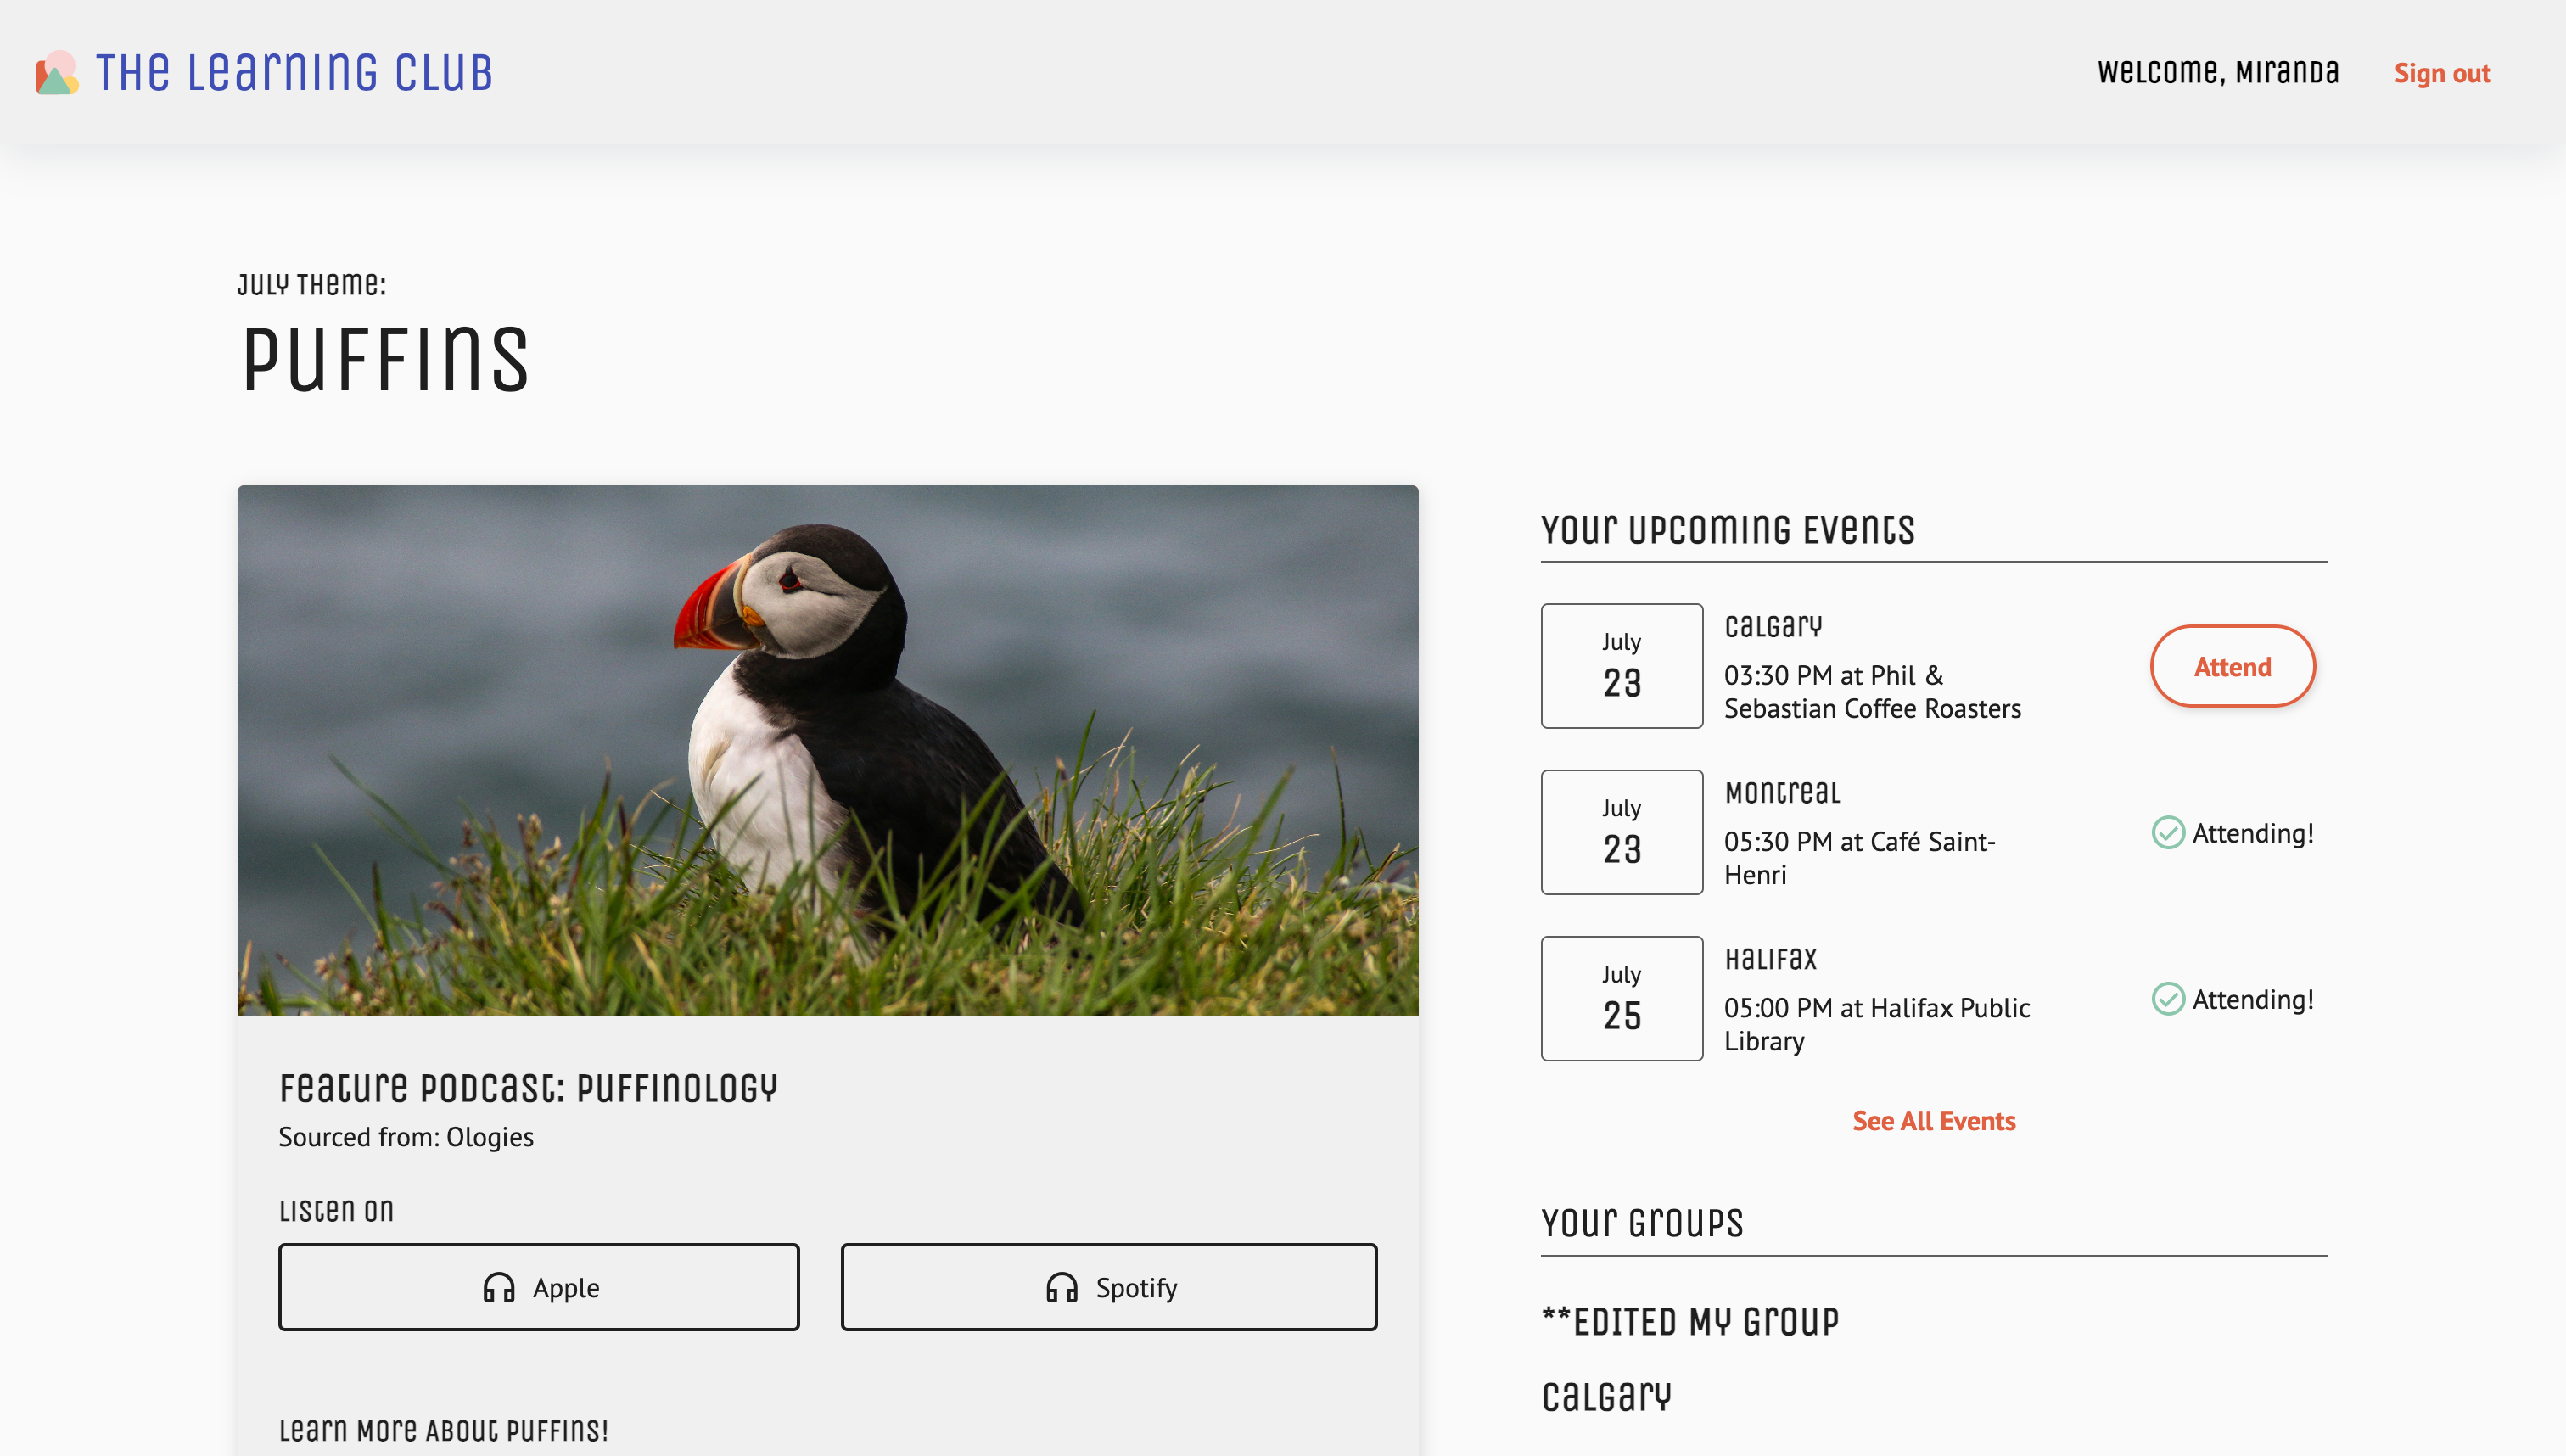 The Learning Club
Welcome, Miranda
Sign out
July Theme:
Puffins
Feature Podcast: Puffinology
Sourced from: Ologies
Listen on
Apple
Spotify
Learn More About Puffins!
Your Upcoming Events
July
23
Calgary
03:30 PM at Phil &
Sebastian Coffee Roasters
Attend
July
23
Montreal
05:30 PM at Café Saint-
Henri
Attending!
July
25
Halifax
05:00 PM at Halifax Public
Library
Attending!
See All Events
Your Groups
**EDITED My Group
Calgary